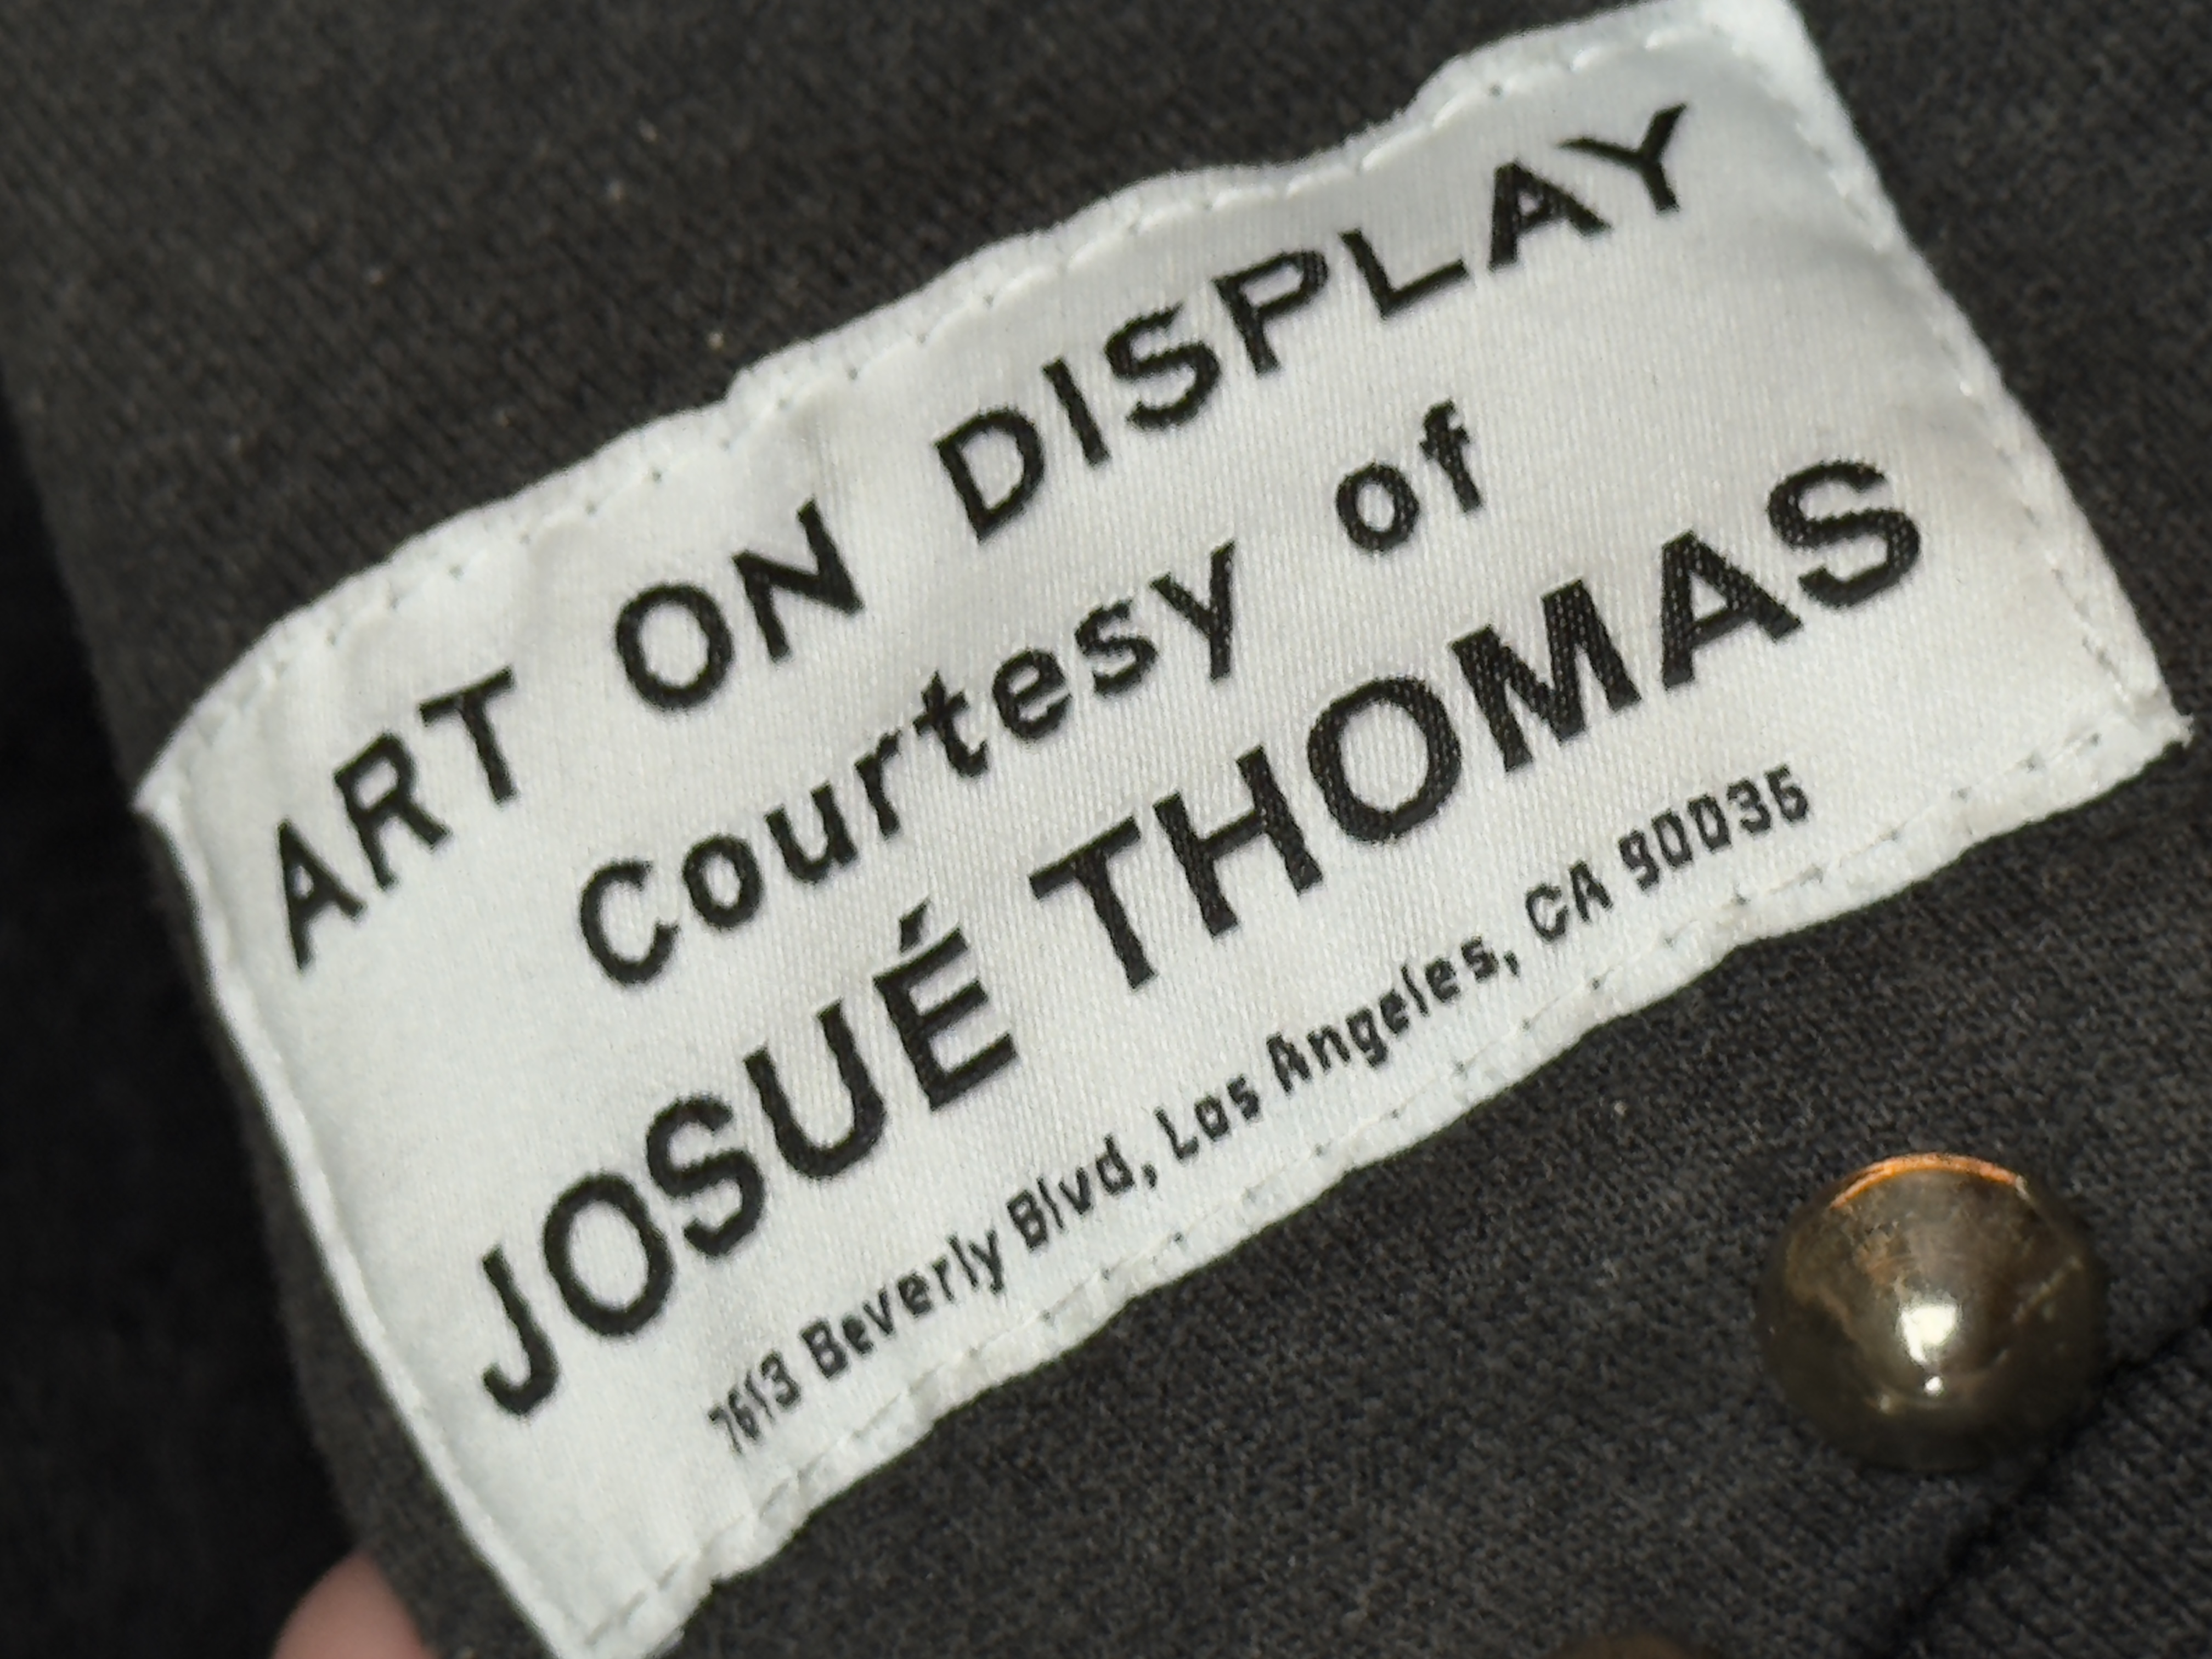 ART ON DISPLAY
Courtesy of
JOSUÉ THOMAS
7613 Beverly Blvd, Los Angeles, CA 90036